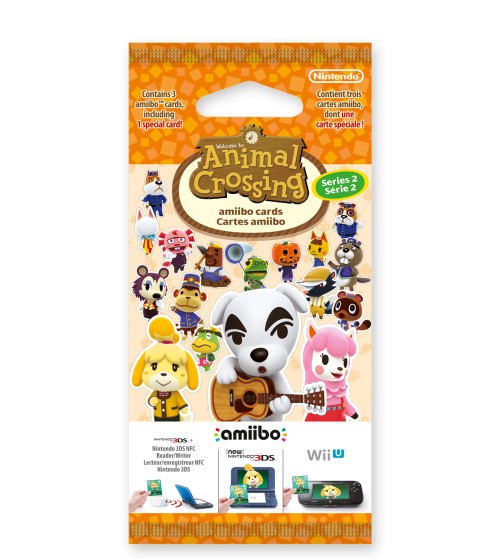 Nintendo
Contains 3
amiibo™ cards,
including
1 special card!
Contient trois
cartes amiibo,
dont une
carte spéciale !
Welcome to
Animal
Crossing
Series 2
Série 2
amiibo cards
Cartes amiibo
amiibo
NINTENDO 3DS +
Nintendo 3DS NFC
Reader/Writer
Lecteur/enregistreur NFC
Nintendo 3DS
new
NINTENDO 3DS
Wii U